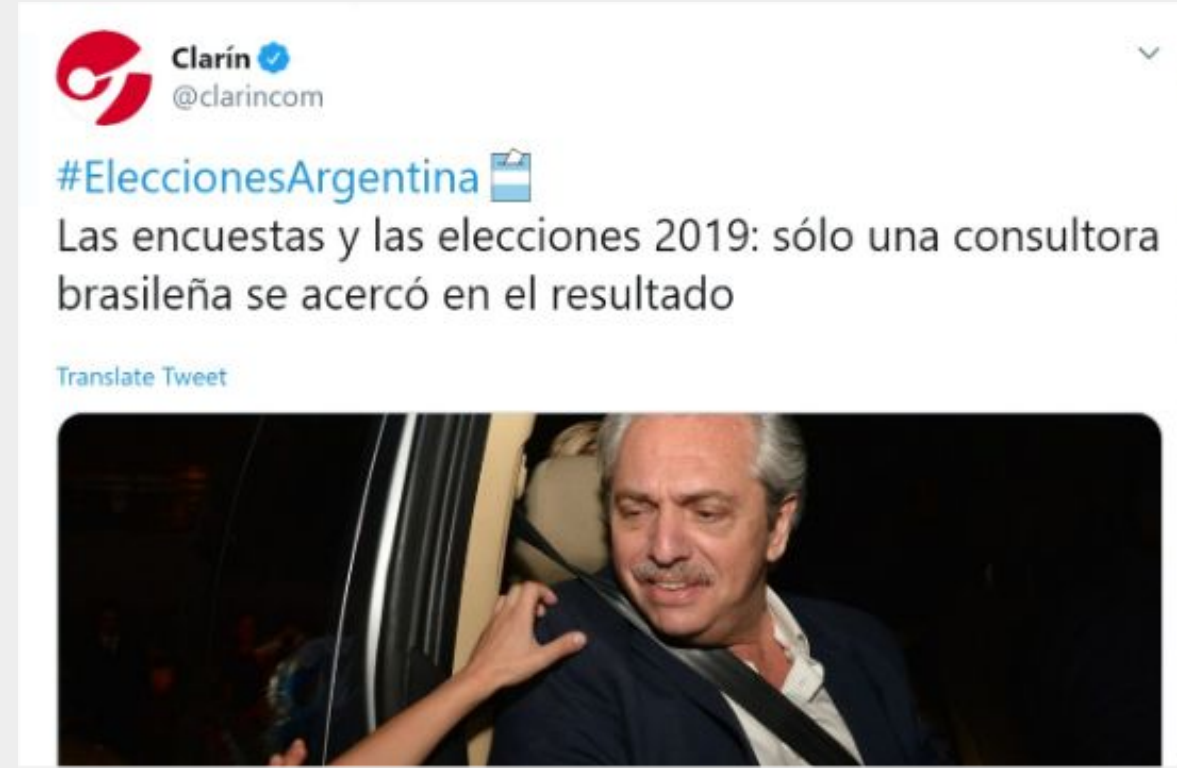 Clarín
@clarincom
#EleccionesArgentina
Las encuestas y las elecciones 2019: sólo una consultora
brasileña se acercó en el resultado
Translate Tweet